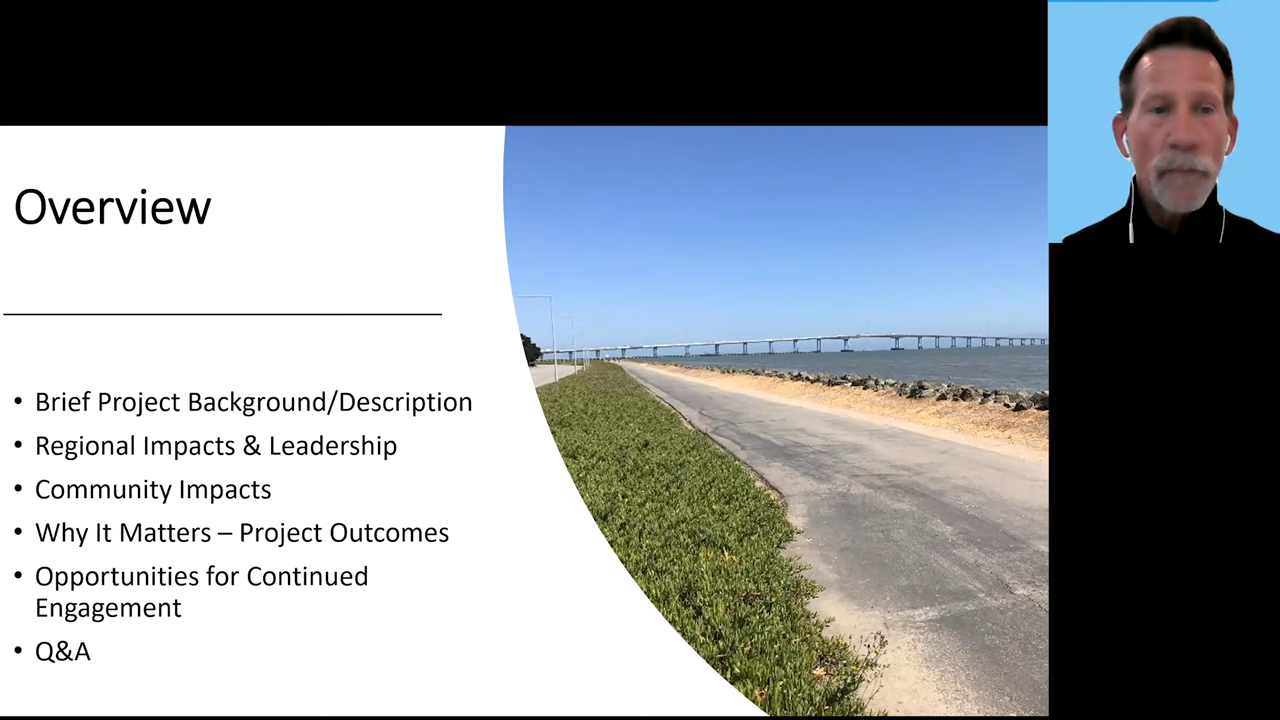 Overview
• Brief Project Background/Description
• Regional Impacts & Leadership
• Community Impacts
• Why It Matters – Project Outcomes
• Opportunities for Continued
Engagement
• Q&A